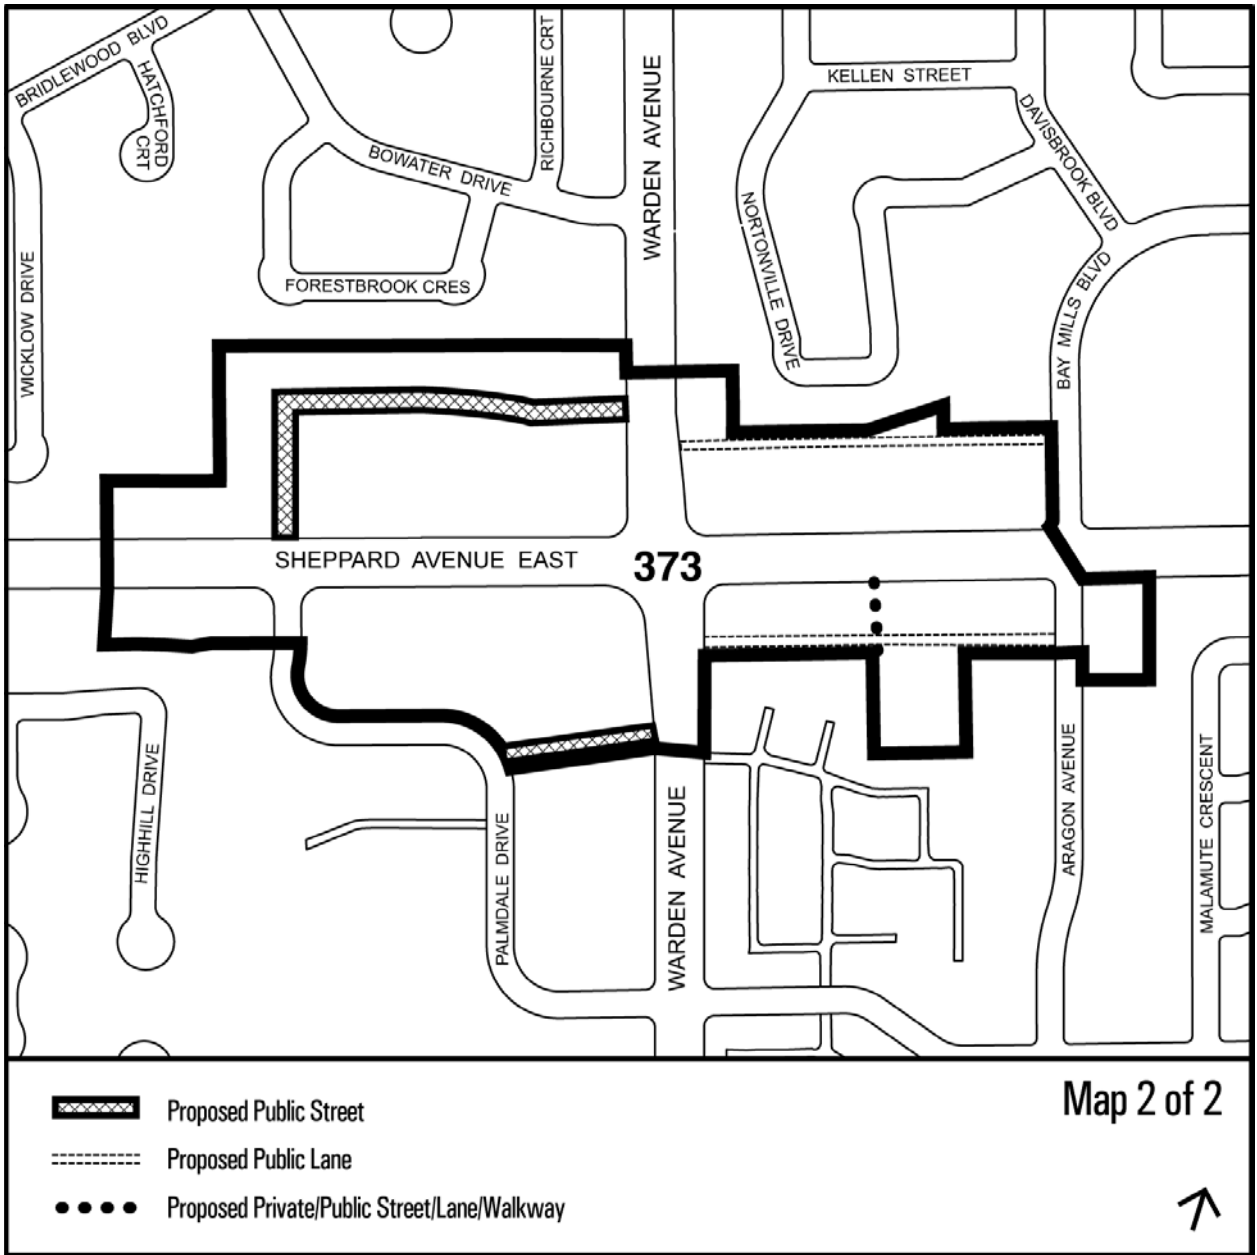 BRIDLEWOOD BLVD
HATCHFORD
CRT
RICHBOURNE CRT
WARDEN AVENUE
KELLEN STREET
DAVISBROOK BLVD
BOWATER DRIVE
NORTONVILLE DRIVE
WICKLOW DRIVE
FORESTBROOK CRES
BAY MILLS BLVD
SHEPPARD AVENUE EAST
373
HIGHHILL DRIVE
PALMDALE DRIVE
WARDEN AVENUE
ARAGON AVENUE
MALAMUTE CRESCENT
Map 2 of 2
Proposed Public Street
Proposed Public Lane
Proposed Private/Public Street/Lane/Walkway